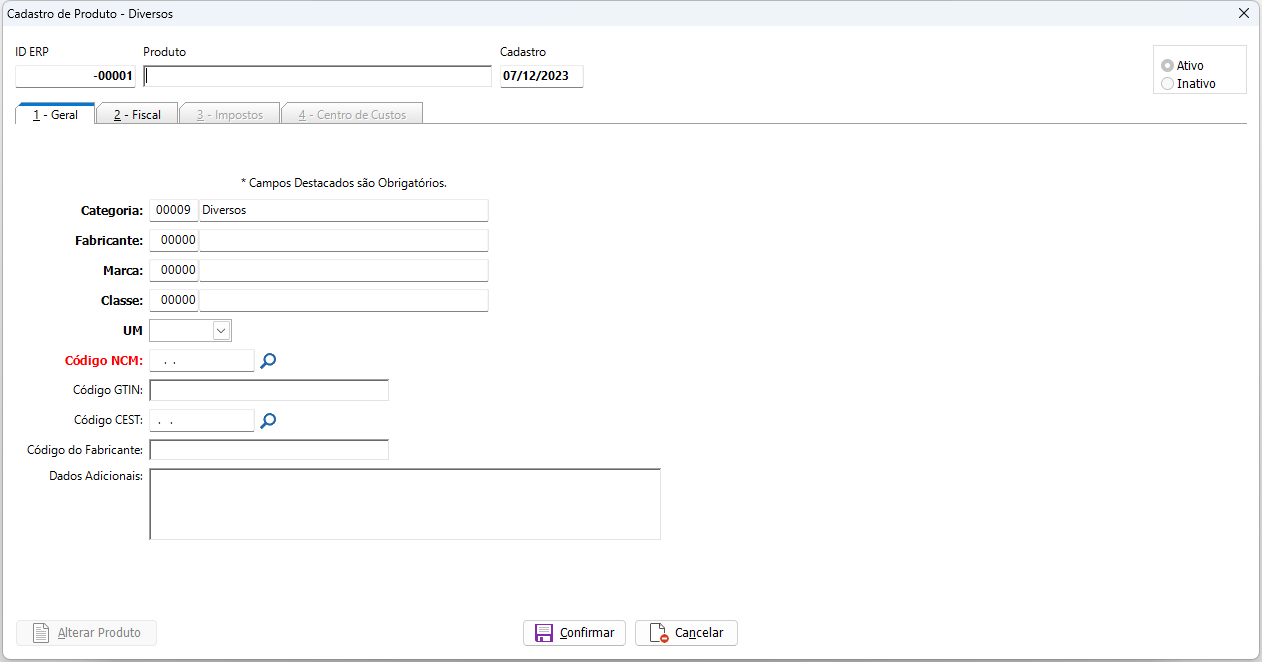 Cadastro de Produto - Diversos
ID ERP Produto Cadastro
-00001 07/12/2023
Ativo
Inativo
1 - Geral 2 - Fiscal 3 - Impostos 4 - Centro de Custos
* Campos Destacados são Obrigatórios.
Categoria: 00009 Diversos
Fabricante: 00000
Marca: 00000
Classe: 00000
UM
Código NCM: . .
Código GTIN:
Código CEST: . .
Código do Fabricante:
Dados Adicionais:
Alterar Produto Confirmar Cancelar